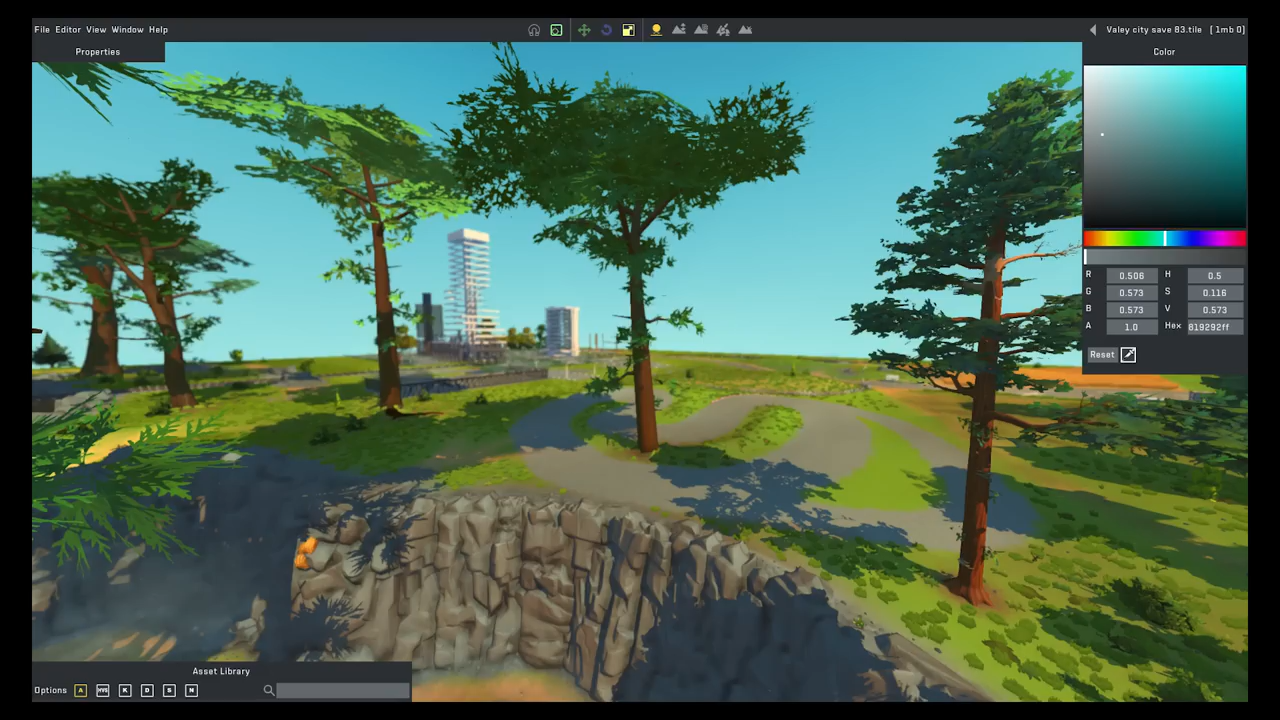 File Editor View Window Help
Valey city save 83.tile [ 1mb 0]
Properties
Color
R 0.506 H 0.5
G 0.573 S 0.116
B 0.573 V 0.573
A 1.0 Hex 819292ff
Reset
Asset Library
Options A HVS K D S N